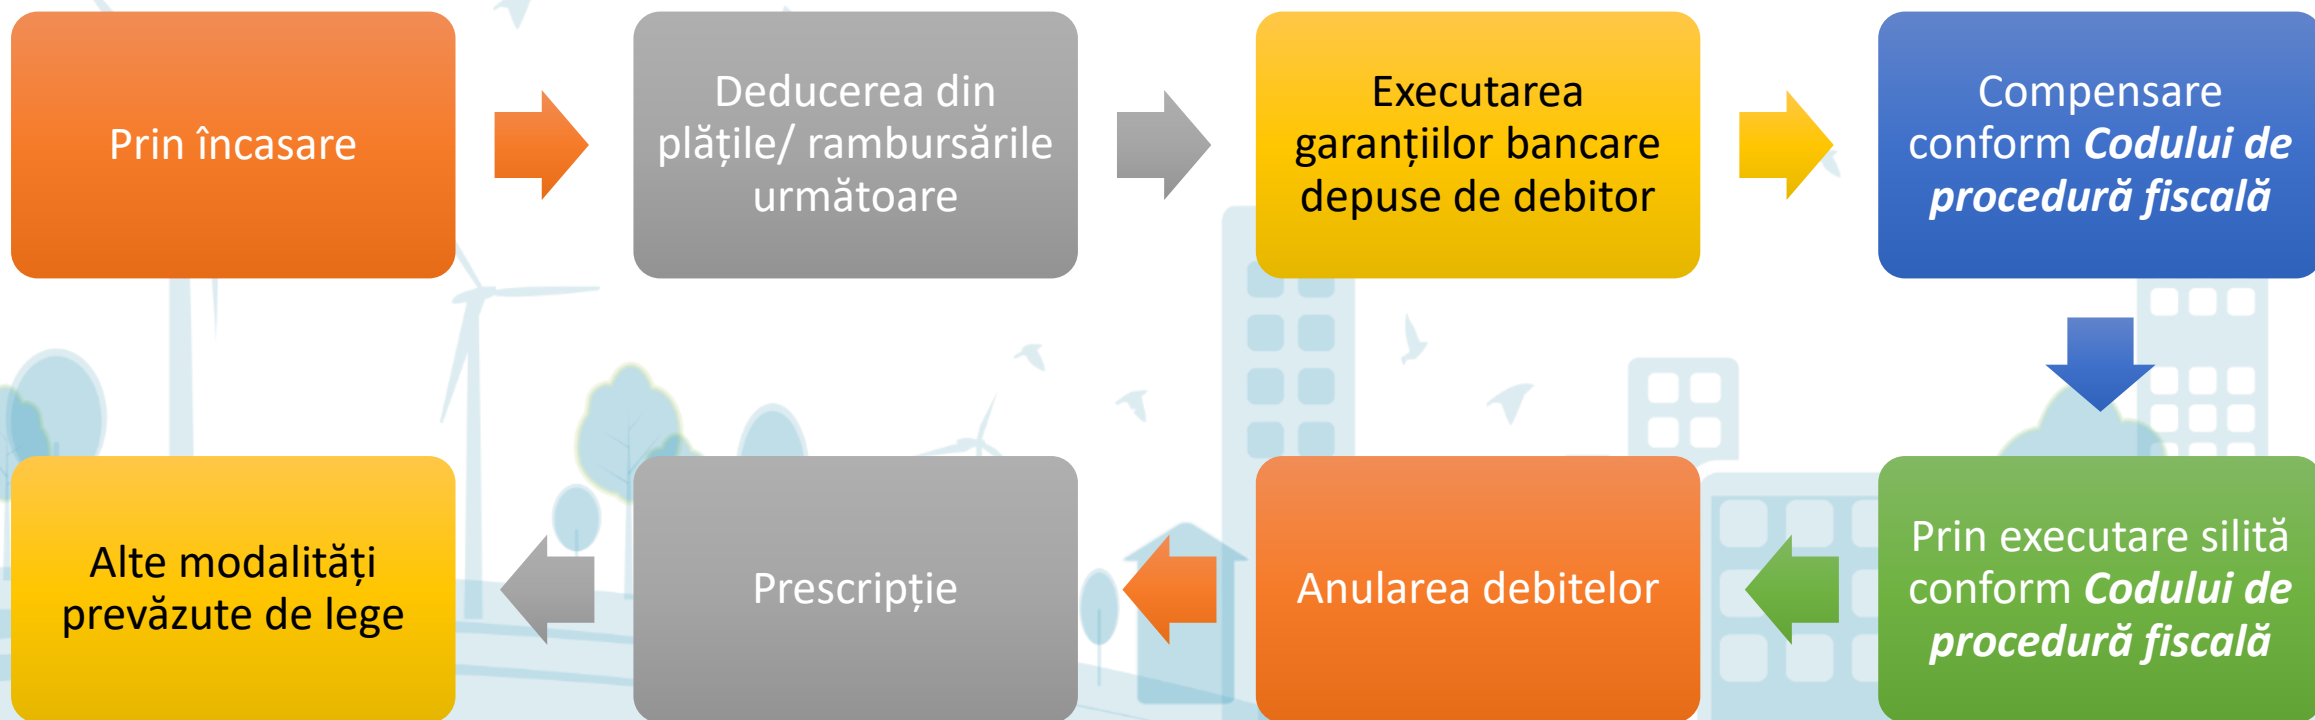 Prin încasare
Deducerea din
plățile/ rambursările
următoare
Executarea
garanțiilor bancare
depuse de debitor
Compensare
conform Codului de
procedură fiscală
Prin executare silită
conform Codului de
procedură fiscală
Anularea debitelor
Prescripție
Alte modalități
prevăzute de lege